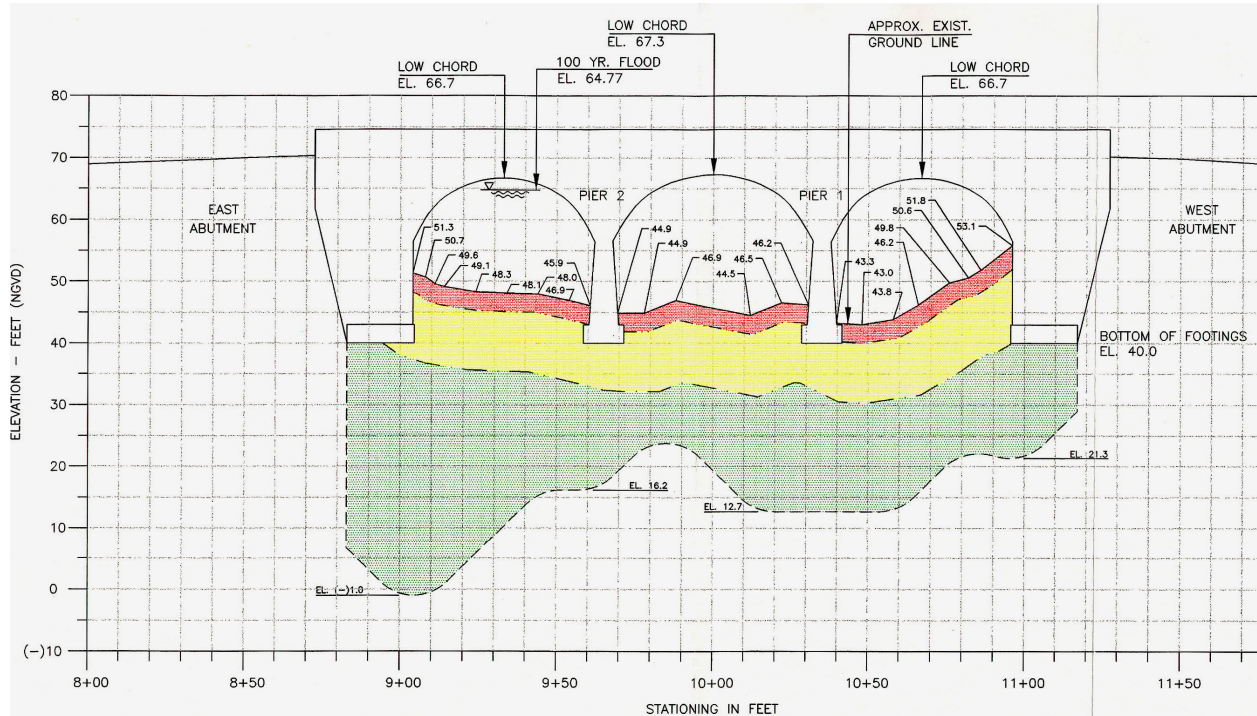 LOW CHORD
EL. 67.3
APPROX. EXIST.
GROUND LINE
LOW CHORD
EL. 66.7
100 YR. FLOOD
EL. 64.77
LOW CHORD
EL. 66.7
80
70
60
50
40
30
20
10
0
(-)10
ELEVATION - FEET (NGVD)
EAST
ABUTMENT
PIER 2
PIER 1
WEST
ABUTMENT
51.3
50.7
49.6
49.1
48.3
48.1
46.9
48.0
45.9
44.9
44.9
46.9
44.5
46.5
46.2
43.3
43.0
43.8
46.2
49.8
50.6
51.8
53.1
BOTTOM OF FOOTINGS
EL. 40.0
EL. 21.3
EL. 16.2
12.7
EL. (-)1.0
8+00
8+50
9+00
9+50
10+00
10+50
11+00
11+50
STATIONING IN FEET